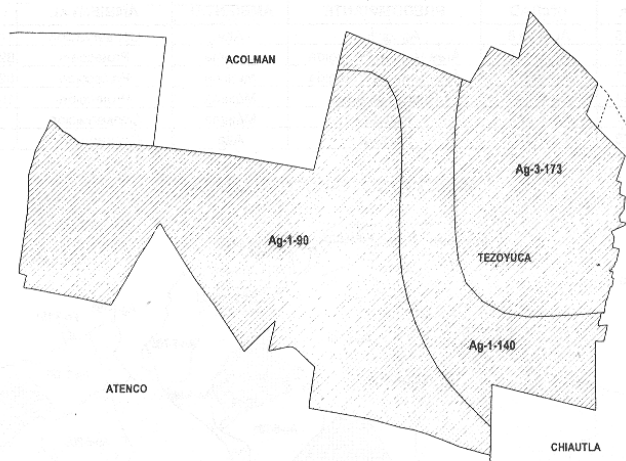 ACOLMAN
Ag-3-173
Ag-1-90
TEZOYUCA
Ag-1-140
ATENCO
CHIAUTLA